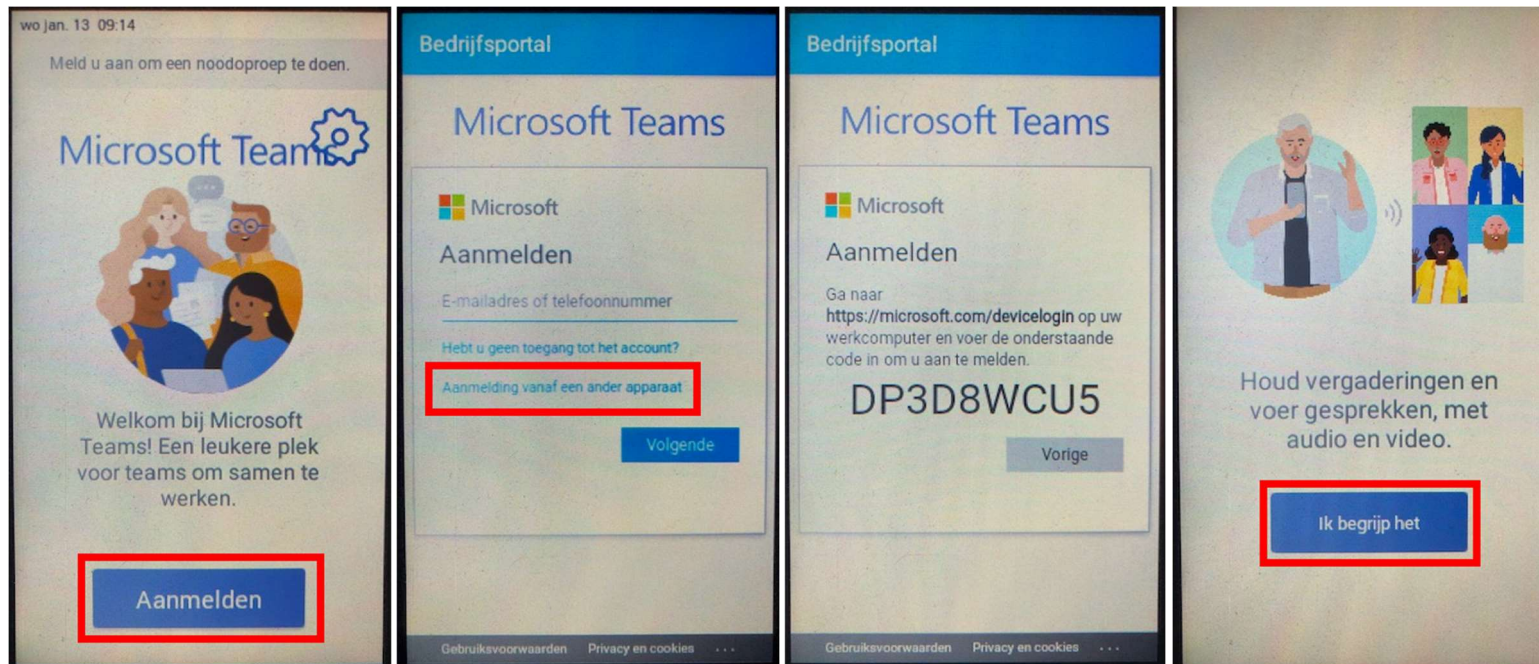 wo jan. 13 09:14
Meld u aan om een noodoproep te doen.
Microsoft Teams
Welkom bij Microsoft
Teams! Een leukere plek
voor teams om samen te
werken.
Aanmelden
Bedrijfsportal
Microsoft Teams
Microsoft
Aanmelden
E-mailadres of telefoonnummer
Hebt u geen toegang tot het account?
Aanmelding vanaf een ander apparaat
Volgende
Gebruiksvoorwaarden Privacy en cookies ...
Bedrijfsportal
Microsoft Teams
Microsoft
Aanmelden
Ga naar
https://microsoft.com/devicelogin op uw
werkcomputer en voer de onderstaande
code in om u aan te melden.
DP3D8WCU5
Vorige
Gebruiksvoorwaarden Privacy en cookies ...
Houd vergaderingen en
voer gesprekken, met
audio en video.
Ik begrijp het